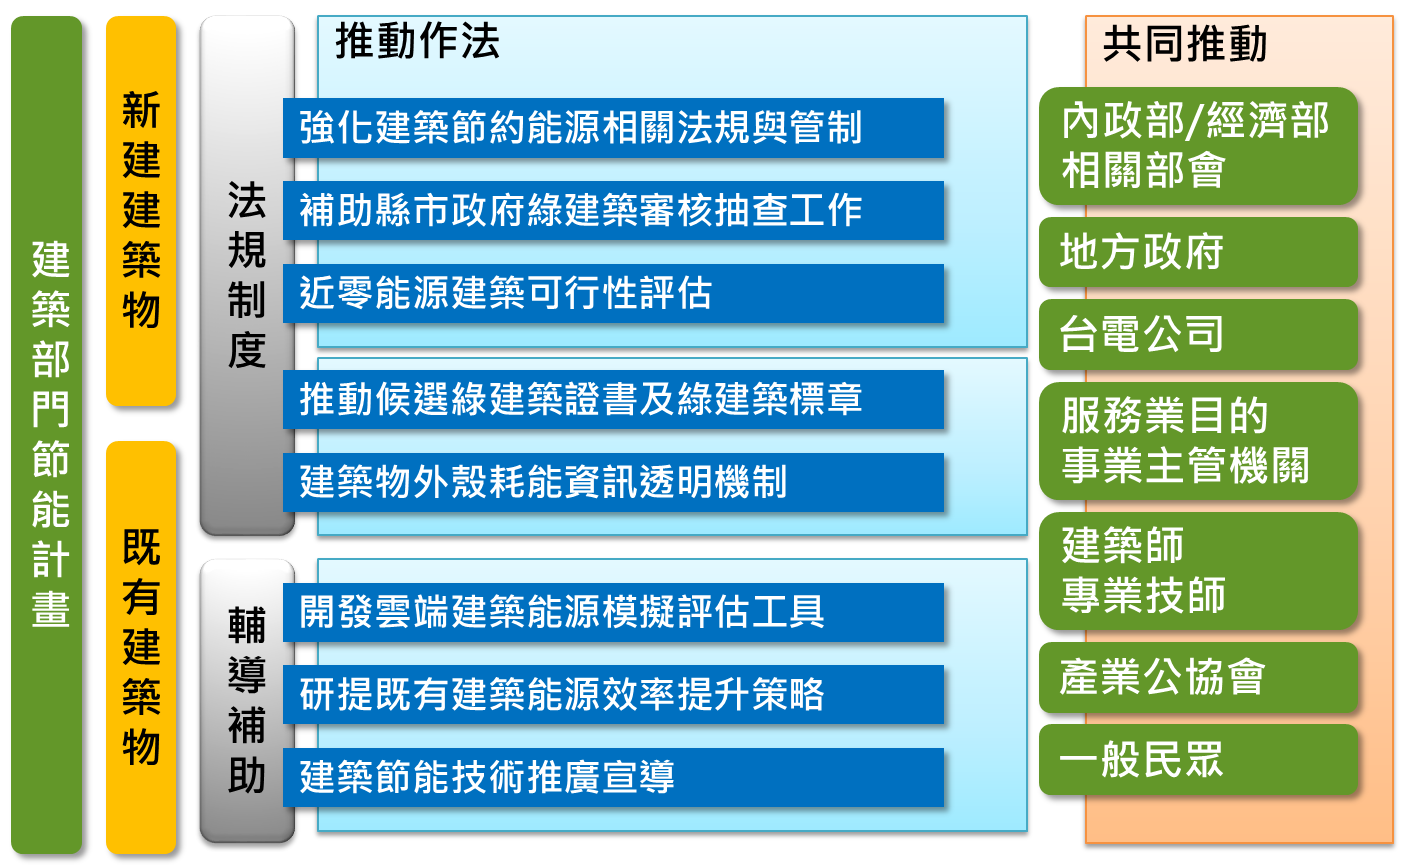 建築部門節能計畫
新建建築物
既有建築物
法規制度
輔導補助
推動作法
強化建築節約能源相關法規與管制
補助縣市政府綠建築審核抽查工作
近零能源建築可行性評估
推動候選綠建築證書及綠建築標章
建築物外殼耗能資訊透明機制
開發雲端建築能源模擬評估工具
研提既有建築能源效率提升策略
建築節能技術推廣宣導
共同推動
內政部/經濟部
相關部會
地方政府
台電公司
服務業目的
事業主管機關
建築師
專業技師
產業公協會
一般民眾